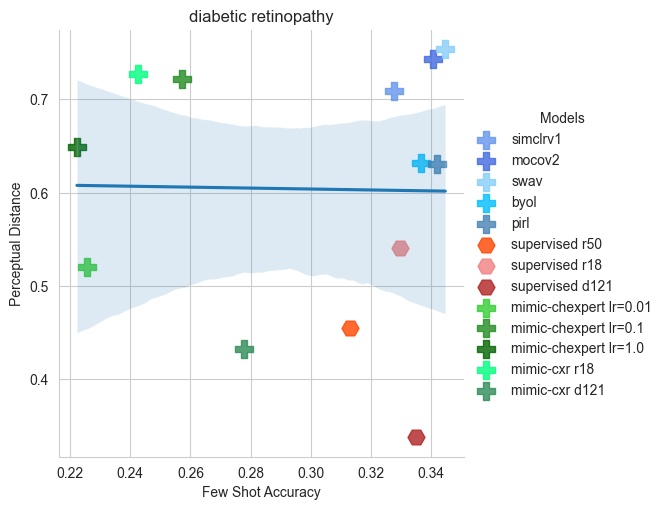 diabetic retinopathy
Perceptual Distance
0.7
0.6
0.5
0.4
0.22 0.24 0.26 0.28 0.30 0.32 0.34
Few Shot Accuracy
Models
simclrv1
mocov2
swav
byol
pirl
supervised r50
supervised r18
supervised d121
mimic-chexpert lr=0.01
mimic-chexpert lr=0.1
mimic-chexpert lr=1.0
mimic-cxr r18
mimic-cxr d121